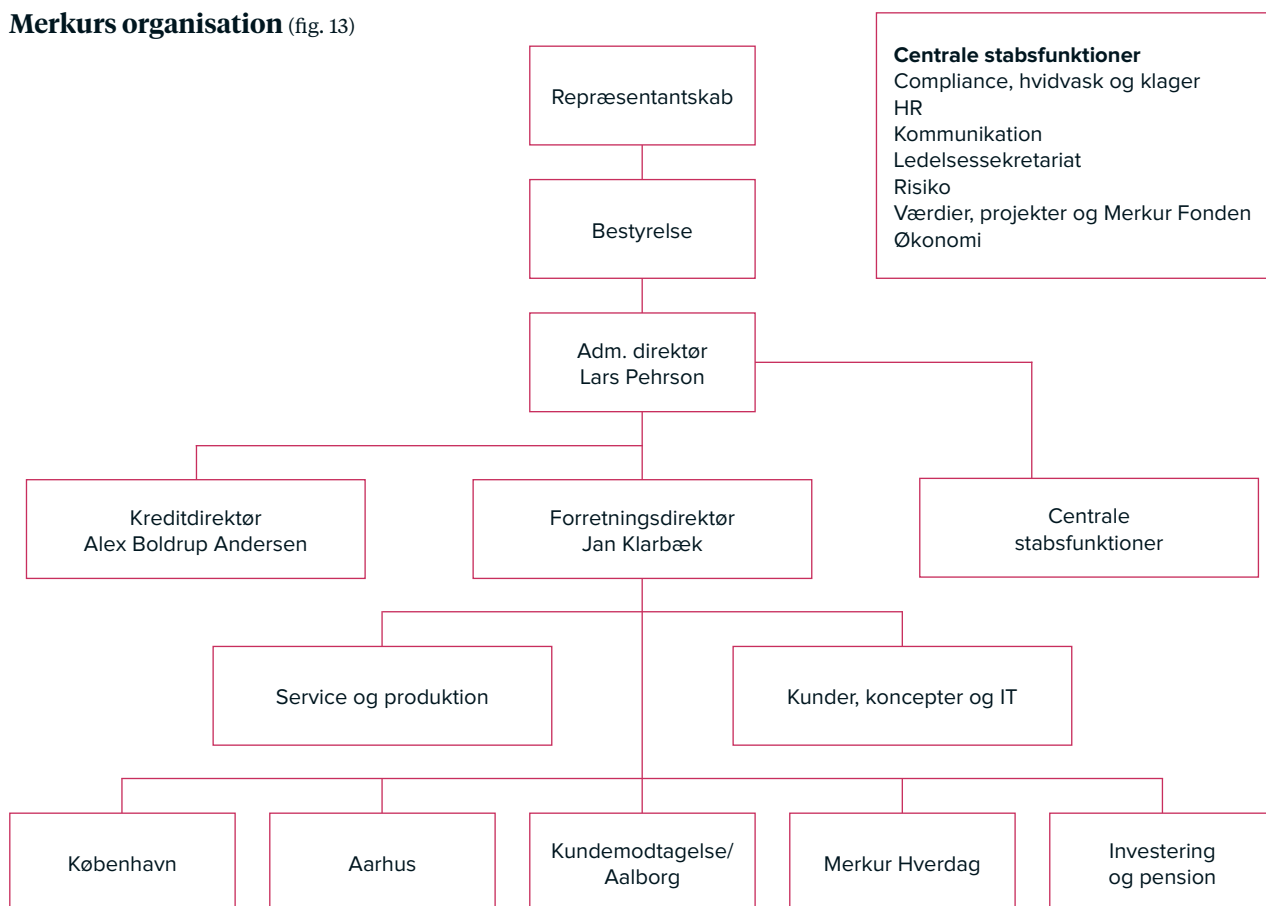 Merkurs organisation (fig. 13)
Centrale stabsfunktioner
Compliance, hvidvask og klager
HR
Kommunikation
Ledelsessekretariat
Risiko
Værdier, projekter og Merkur Fonden
Økonomi
Repræsentantskab
Bestyrelse
Adm. direktør
Lars Pehrson
Kreditdirektør
Alex Boldrup Andersen
Forretningsdirektør
Jan Klarbæk
Centrale
stabsfunktioner
Service og produktion
Kunder, koncepter og IT
København
Aarhus
Kundemodtagelse/
Aalborg
Merkur Hverdag
Investering
og pension